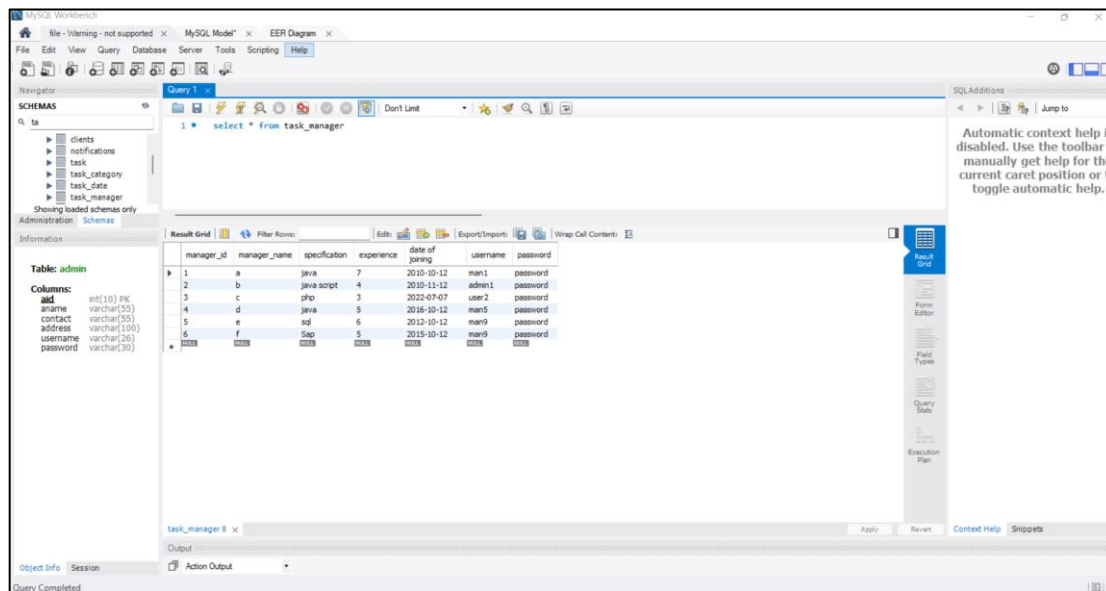 MySQL Workbench
file - Warning - not supported MySQL Model* EER Diagram
File Edit View Query Database Server Tools Scripting Help
Navigator
SCHEMAS
ta
clients
notifications
task
task_category
task_date
task_manager
Showing loaded schemas only
Administration Schemas
Information
Table: admin
Columns:
aid int(10) PK
aname varchar(55)
contact varchar(55)
address varchar(100)
username varchar(26)
password varchar(30)
Object Info Session
Query Completed
Query 1
Don't Limit
1 select * from task_manager
Result Grid Filter Rows: Edit: Export/Import: Wrap Cell Content:
manager_id manager_name specification experience date of joining username password
1 a java 7 2010-10-12 man1 password
2 b java script 4 2010-11-12 admin1 password
3 c php 3 2022-07-07 user2 password
4 d java 5 2016-10-12 man5 password
5 e sql 6 2012-10-12 man9 password
6 f Sap 5 2015-10-12 man9 password
NULL NULL NULL NULL NULL NULL NULL
Result Grid
Form Editor
Field Types
Query Stats
Execution Plan
task_manager 8 Apply Revert
Output
Action Output
SQLAdditions
Jump to
Automatic context help
disabled. Use the toolbar
manually get help for the
current caret position or
toggle automatic help.
Context Help Snippets